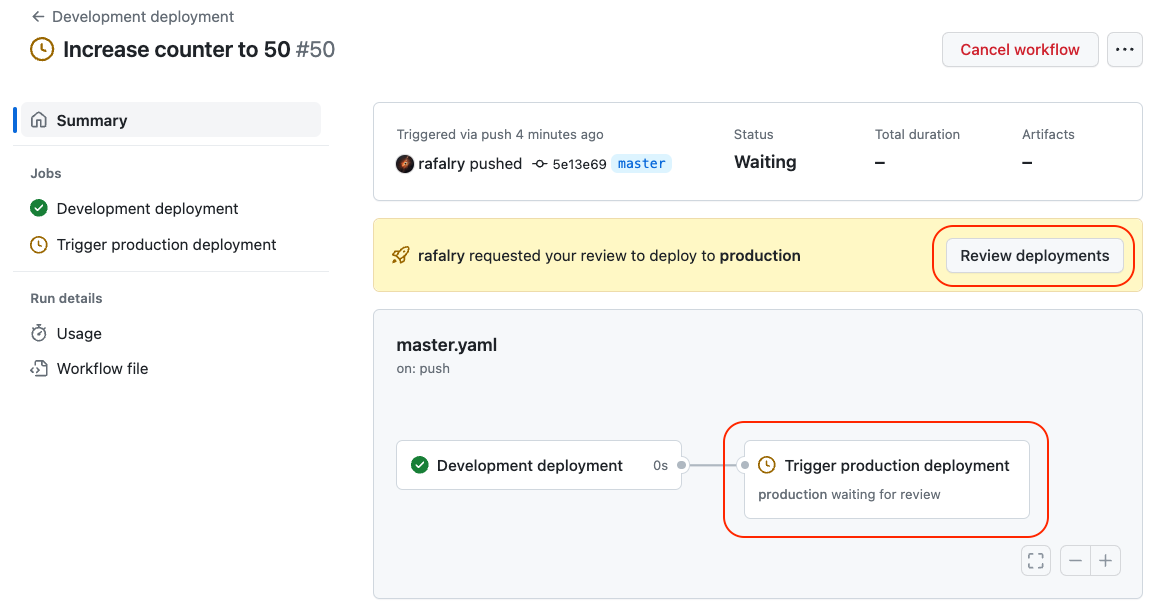 ← Development deployment
Increase counter to 50 #50
Cancel workflow
Summary
Jobs
Development deployment
Trigger production deployment
Run details
Usage
Workflow file
Triggered via push 4 minutes ago
rafalry pushed 5e13e69 master
Status
Waiting
Total duration
–
Artifacts
–
rafalry requested your review to deploy to production
Review deployments
master.yaml
on: push
Development deployment 0s
Trigger production deployment
production waiting for review